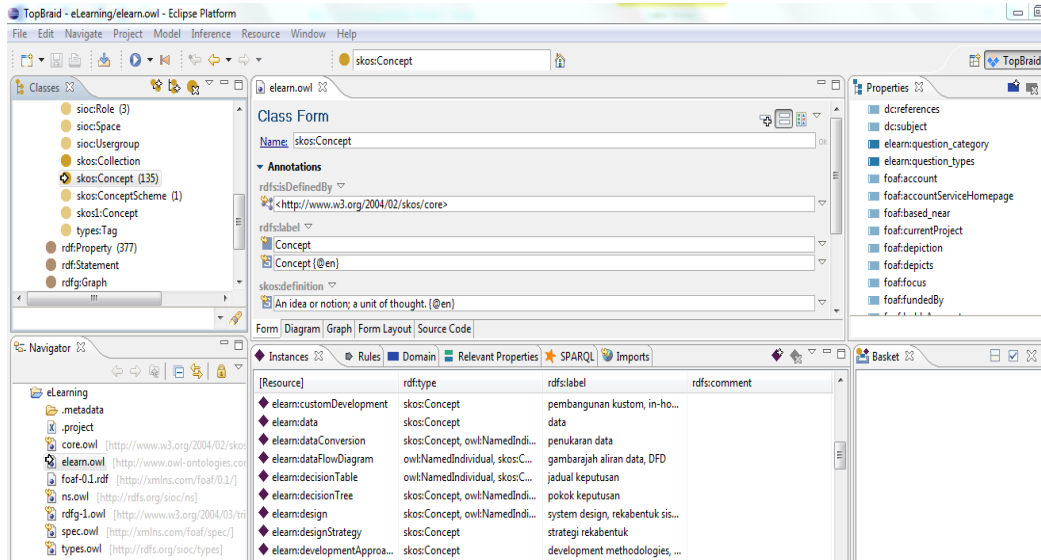 TopBraid - eLearning/elearn.owl - Eclipse Platform
File Edit Navigate Project Model Inference Resource Window Help
skos:Concept
TopBraid
Classes
sioc:Role (3)
sioc:Space
sioc:Usergroup
skos:Collection
skos:Concept (135)
skos:ConceptScheme (1)
skos1:Concept
types:Tag
rdf:Property (377)
rdf:Statement
rdfg:Graph
elearn.owl
Class Form
Name: skos:Concept
Ok
Annotations
rdfs:isDefinedBy
<http://www.w3.org/2004/02/skos/core>
rdfs:label
Concept
Concept {@en}
skos:definition
An idea or notion; a unit of thought. {@en}
Form Diagram Graph Form Layout Source Code
Properties
dc:references
dc:subject
elearn:question_category
elearn:question_types
foaf:account
foaf:accountServiceHomepage
foaf:based_near
foaf:currentProject
foaf:depiction
foaf:depicts
foaf:focus
foaf:fundedBy
Navigator
eLearning
.metadata
.project
core.owl [http://www.w3.org/2004/02/skos
elearn.owl [http://www.owl-ontologies.con
foaf-0.1.rdf [http://xmlns.com/foaf/0.1/]
ns.owl [http://rdfs.org/sioc/ns]
rdfg-1.owl [http://www.w3.org/2004/03/tri
spec.owl [http://xmlns.com/foaf/spec/]
types.owl [http://rdfs.org/sioc/types]
Instances Rules Domain Relevant Properties SPARQL Imports
[Resource] rdf:type rdfs:label rdfs:comment
elearn:customDevelopment skos:Concept pembangunan kustom, in-ho...
elearn:data skos:Concept data
elearn:dataConversion skos:Concept, owl:NamedIndi... penukaran data
elearn:dataFlowDiagram owl:NamedIndividual, skos:C... gambarajah aliran data, DFD
elearn:decisionTable owl:NamedIndividual, skos:C... jadual keputusan
elearn:decisionTree skos:Concept, owl:NamedIndi... pokok keputusan
elearn:design skos:Concept, owl:NamedIndi... system design, rekabentuk sis...
elearn:designStrategy skos:Concept strategi rekabentuk
elearn:developmentApproa... skos:Concept development methodologies, ...
Basket